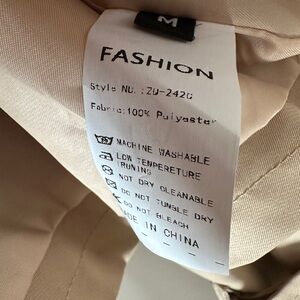 M
FASHION
Style NO.:ZU-2420
Fabric:100% Polyester
MACHINE WASHABLE
LOW TEMPERETURE
RUNING
NOT DRY CLEANABLE
DO NOT TUMBLE DRY
DO NOT BLEACH
MADE IN CHINA